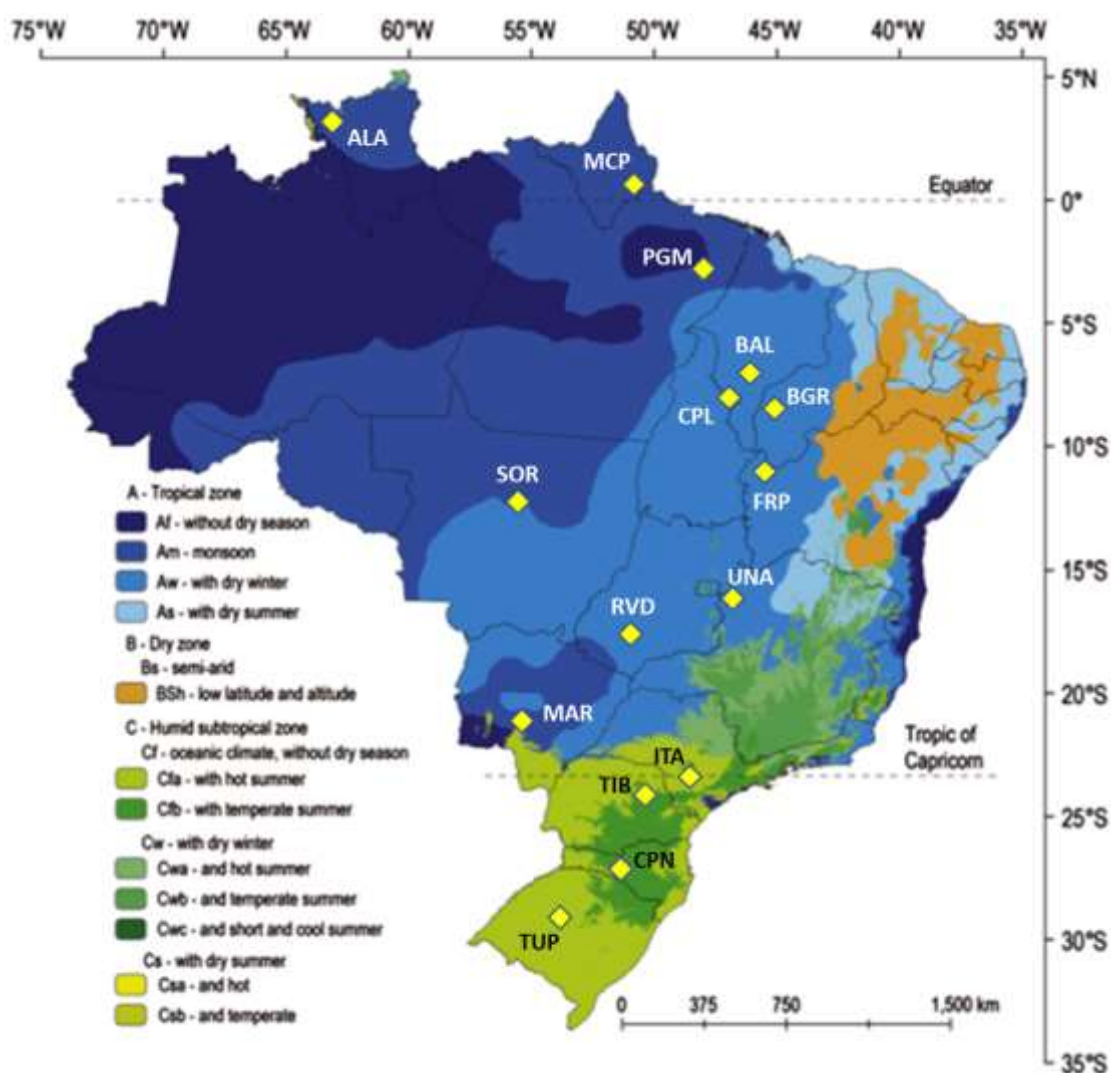 75°W 70°W 65°W 60°W 55°W 50°W 45°W 40°W 35°W
5°N
ALA
MCP
Equator
0°
PGM
5°S
BAL
BGR
CPL
10°S
SOR
FRP
A - Tropical zone
Af - without dry season
Am - monsoon
Aw - with dry winter
As - with dry summer
B - Dry zone
Bs - semi-arid
BSh - low latitude and altitude
C - Humid subtropical zone
Cf - oceanic climate, without dry season
Cfa - with hot summer
Cfb - with temperate summer
Cw - with dry winter
Cwa - and hot summer
Cwb - and temperate summer
Cwc - and short and cool summer
Cs - with dry summer
Csa - and hot
Csb - and temperate
15°S
UNA
RVD
20°S
MAR
Tropic of
Capricorn
ITA
TIB
25°S
CPN
TUP
30°S
0 375 750 1,500 km
35°S